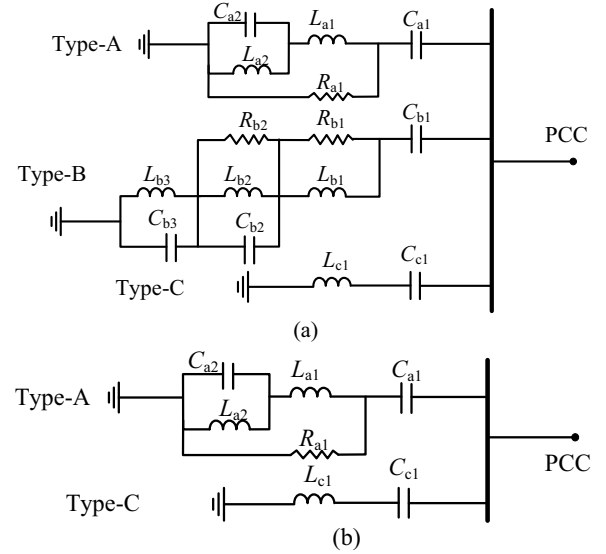 C_a2 L_a1 C_a1
Type-A
L_a2
R_a1
R_b2 R_b1 C_b1
PCC
Type-B
L_b3 L_b2 L_b1
C_b3 C_b2
Type-C
L_c1 C_c1
(a)
C_a2 L_a1 C_a1
Type-A
L_a2
R_a1
PCC
L_c1 C_c1
Type-C
(b)